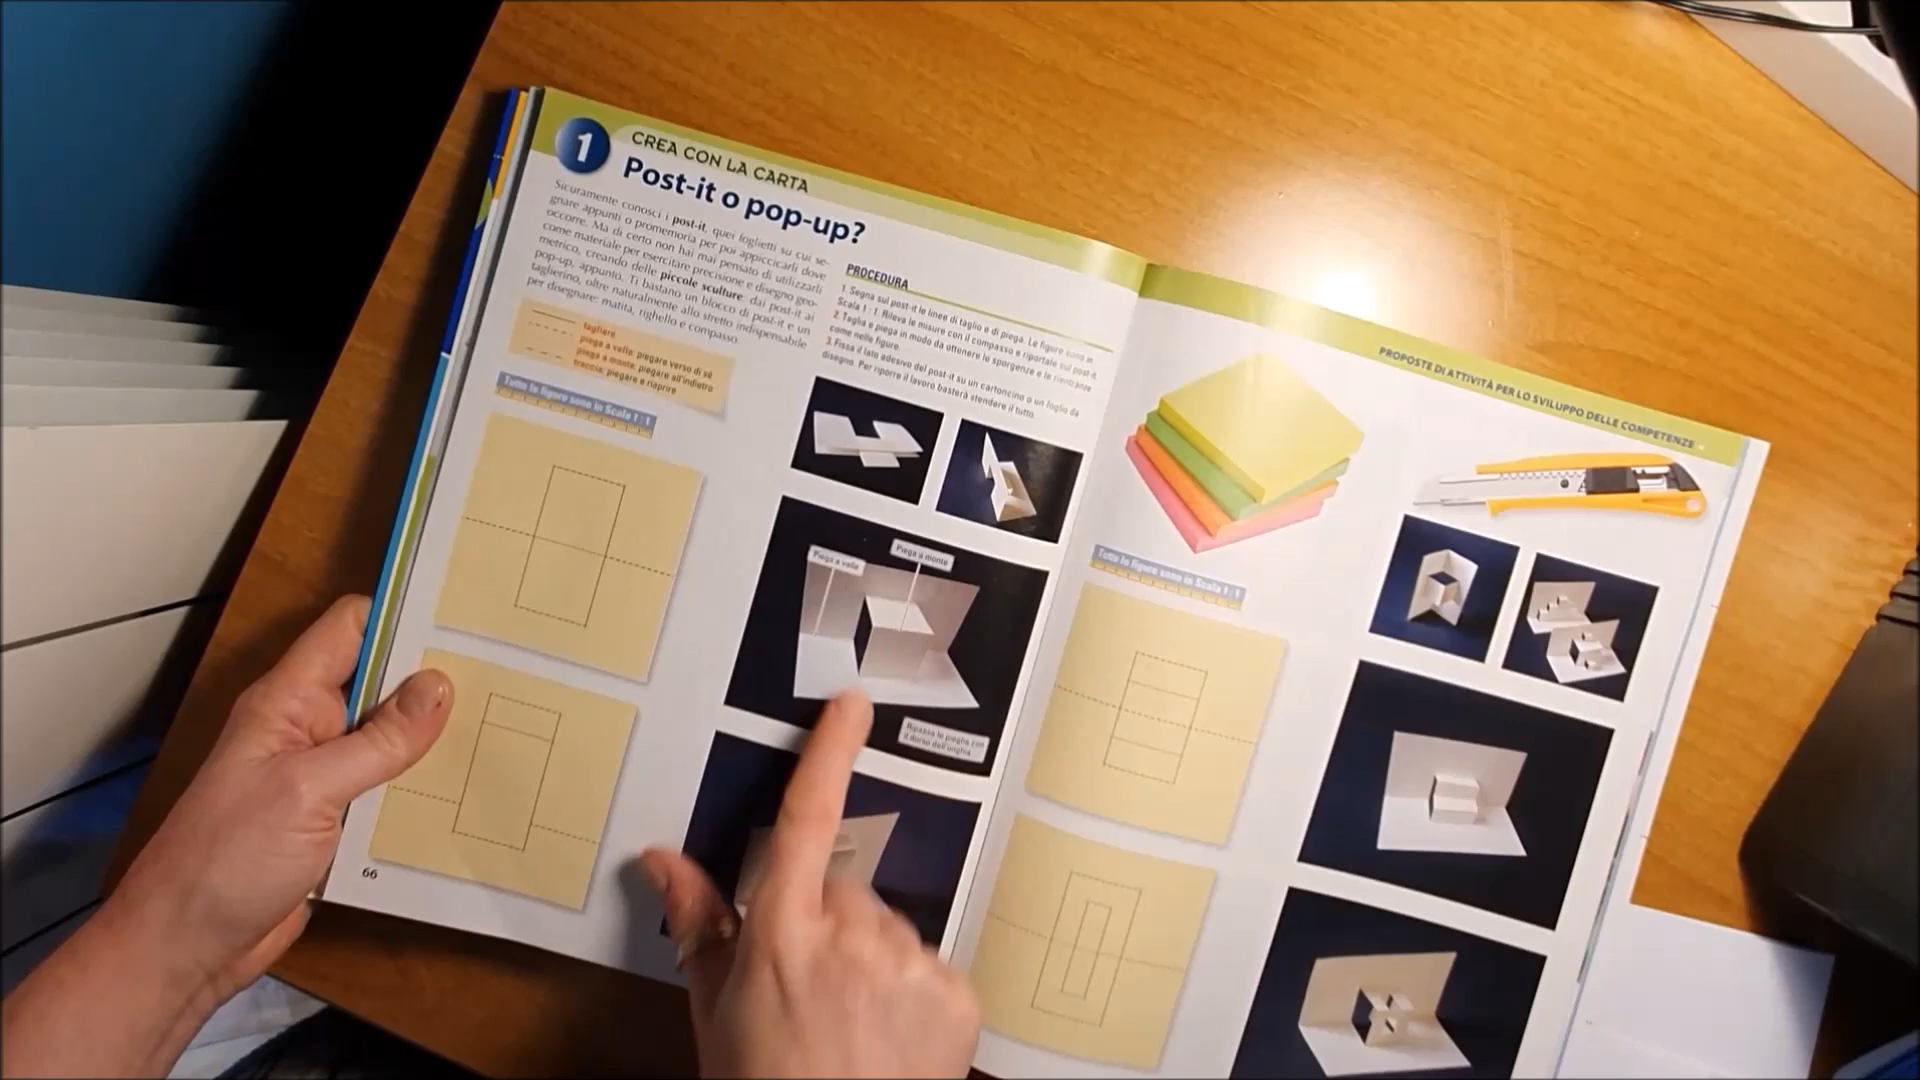 1
CREA CON LA CARTA
Post-it o pop-up?
Sicuramente conosci i post-it, quei foglietti su cui se-
gnare appunti o promemoria per poi appiccicarli dove
occorre. Ma di certo non hai mai pensato di utilizzarli
come materiale per esercitare precisione e disegno geo-
metrico, creando delle piccole sculture: dai post-it ai
pop-up, appunto. Ti bastano un blocco di post-it e un
taglierino, oltre naturalmente allo stretto indispensabile
per disegnare: matita, righello e compasso.
tagliare
piega a valle: piegare verso di sé
piega a monte: piegare all'indietro
traccia: piegare e riaprire
Tutte le figure sono in Scala 1 : 1
PROCEDURA
1. Segna sul post-it le linee di taglio e di piega. Le figure sono in
Scala 1 : 1. Rileva le misure con il compasso e riportale sul post-it.
2. Taglia e piega in modo da ottenere le sporgenze e le rientranze
come nelle figure.
3. Fissa il lato adesivo del post-it su un cartoncino o un foglio da
disegno. Per riporre il lavoro basterà stendere il tutto.
Piega a valle
Piega a monte
Ripassa le pieghe con
il dorso dell'unghia
66
PROPOSTE DI ATTIVITÀ PER LO SVILUPPO DELLE COMPETENZE
Tutte le figure sono in Scala 1 : 1